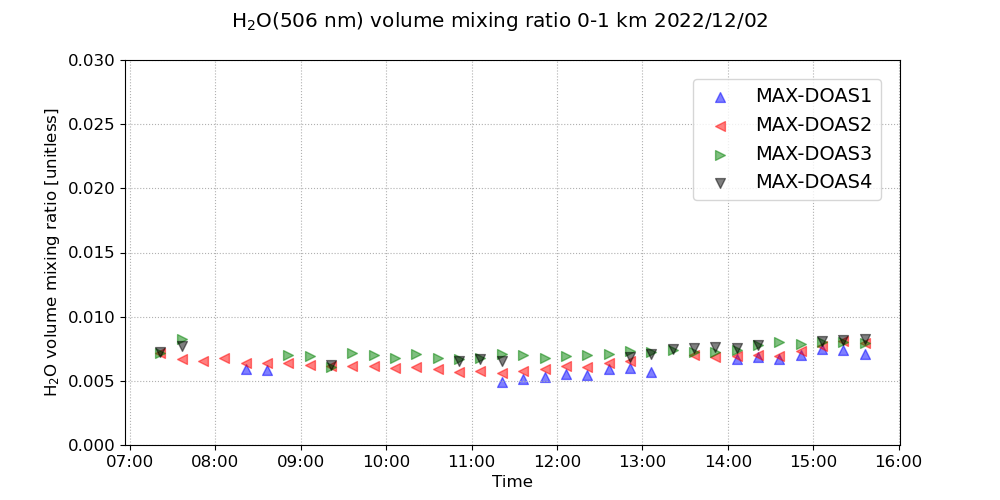 H₂O(506 nm) volume mixing ratio 0-1 km 2022/12/02
H₂O volume mixing ratio [unitless]
0.030
0.025
0.020
0.015
0.010
0.005
0.000
MAX-DOAS1
MAX-DOAS2
MAX-DOAS3
MAX-DOAS4
07:00 08:00 09:00 10:00 11:00 12:00 13:00 14:00 15:00 16:00
Time